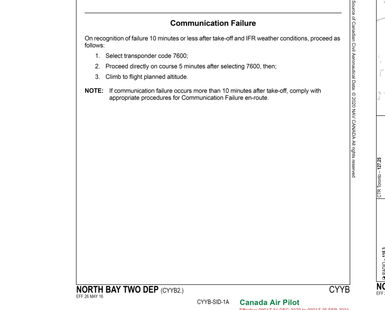 Communication Failure
On recognition of failure 10 minutes or less after take-off and IFR weather conditions, proceed as
follows:
1. Select transponder code 7600;
2. Proceed directly on course 5 minutes after selecting 7600, then;
3. Climb to flight planned altitude.
NOTE: If communication failure occurs more than 10 minutes after take-off, comply with
appropriate procedures for Communication Failure en-route.
Source of Canadian Civil Aeronautical Data: © 2020 NAV CANADA All rights reserved
NORTH BAY TWO DEP (CYYB2.)
CYYB
EFF 26 MAY 16
CYYB-SID-1A
Canada Air Pilot
NO
EFF